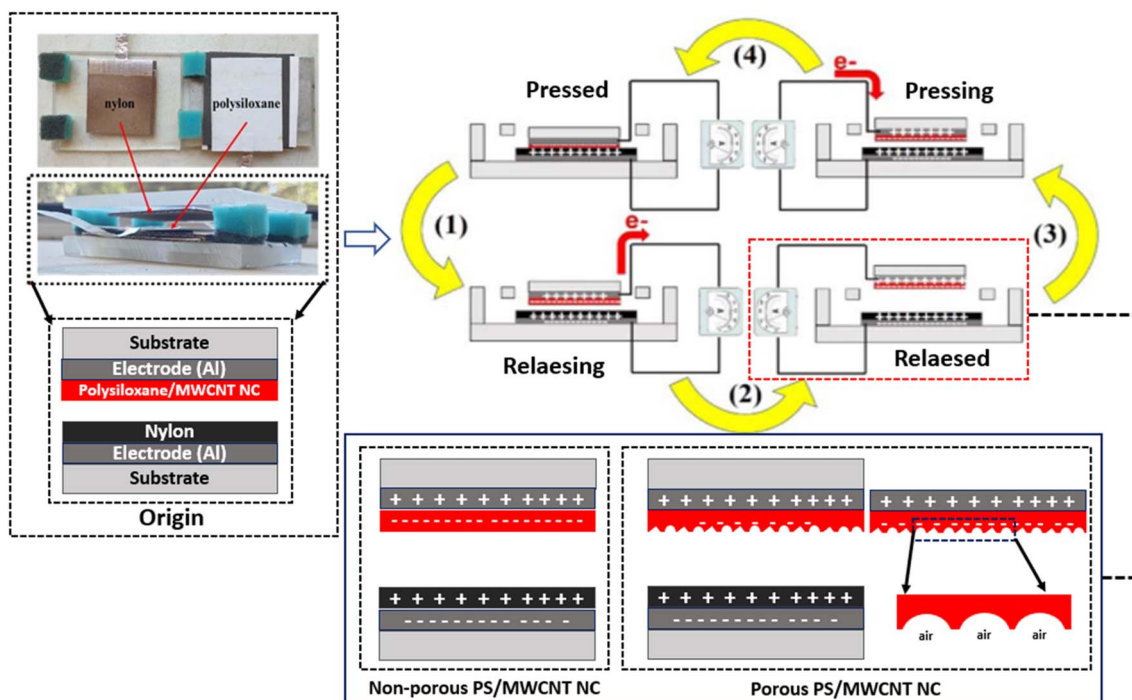 nylon
polysiloxane
Substrate
Electrode (Al)
Polysiloxane/MWCNT NC
Nylon
Electrode (Al)
Substrate
Origin
(4)
e-
Pressed
Pressing
(1)
(3)
e-
Relaesing
Relaesed
(2)
+ + + + + + ++++
+ + + + + + ++++
+ + + + + + ++++
+ + + + + + ++++
+ + + + + + ++++
air
air
air
Non-porous PS/MWCNT NC
Porous PS/MWCNT NC